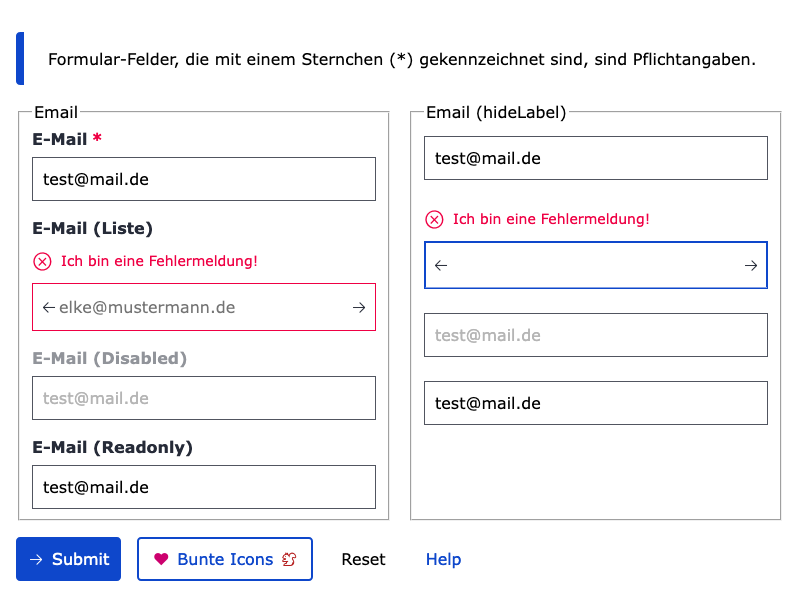 Formular-Felder, die mit einem Sternchen (*) gekennzeichnet sind, sind Pflichtangaben.
Email
E-Mail *
test@mail.de
E-Mail (Liste)
Ich bin eine Fehlermeldung!
elke@mustermann.de
E-Mail (Disabled)
test@mail.de
E-Mail (Readonly)
test@mail.de
Email (hideLabel)
test@mail.de
Ich bin eine Fehlermeldung!
test@mail.de
test@mail.de
Submit
Bunte Icons
Reset
Help